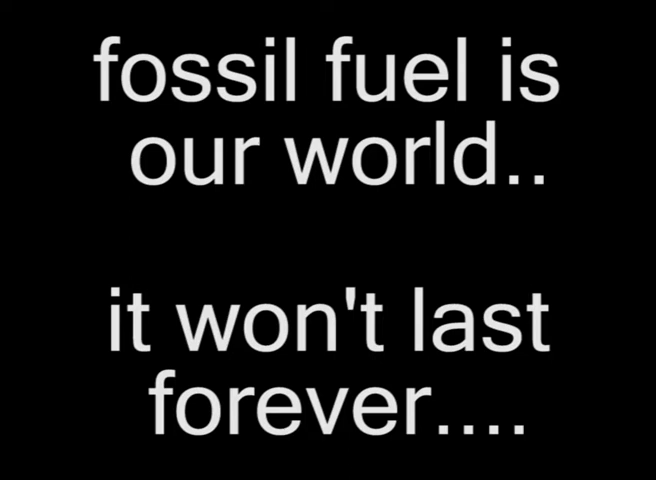 fossil fuel is
our world..
it won't last
forever....